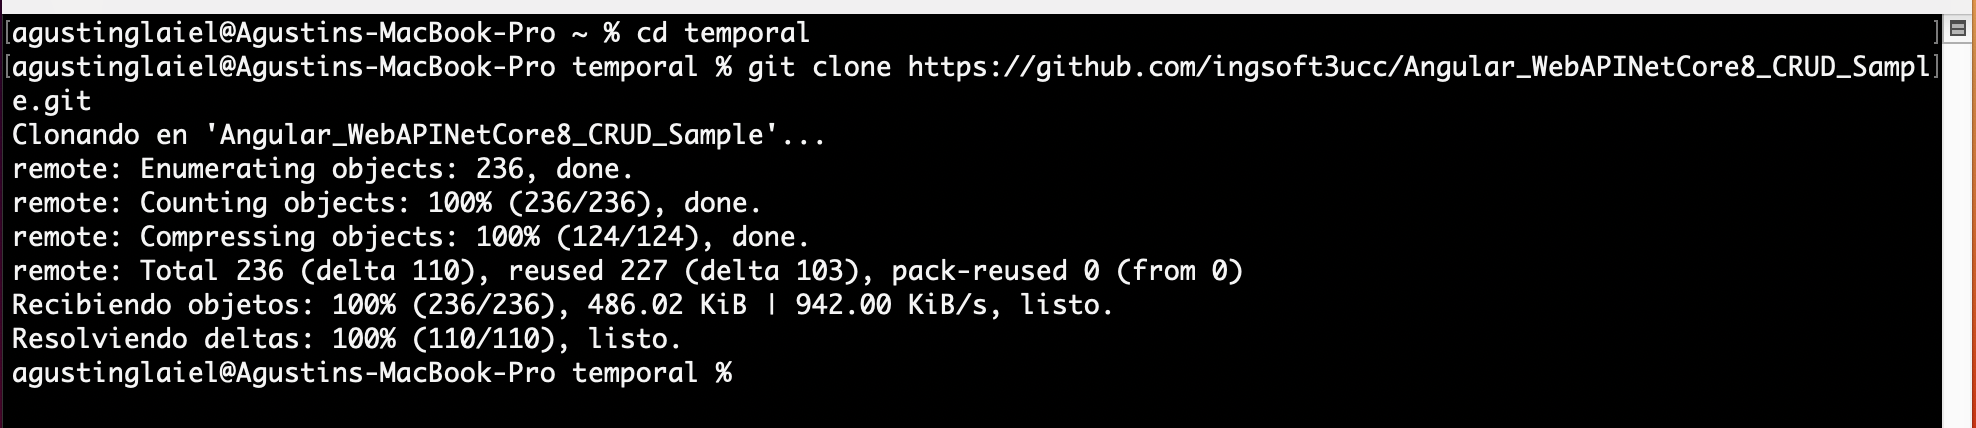 [agustinglaiel@Agustins-MacBook-Pro ~ % cd temporal ]
[agustinglaiel@Agustins-MacBook-Pro temporal % git clone https://github.com/ingsoft3ucc/Angular_WebAPINetCore8_CRUD_Sampl]
e.git
Clonando en 'Angular_WebAPINetCore8_CRUD_Sample'...
remote: Enumerating objects: 236, done.
remote: Counting objects: 100% (236/236), done.
remote: Compressing objects: 100% (124/124), done.
remote: Total 236 (delta 110), reused 227 (delta 103), pack-reused 0 (from 0)
Recibiendo objetos: 100% (236/236), 486.02 KiB | 942.00 KiB/s, listo.
Resolviendo deltas: 100% (110/110), listo.
agustinglaiel@Agustins-MacBook-Pro temporal %